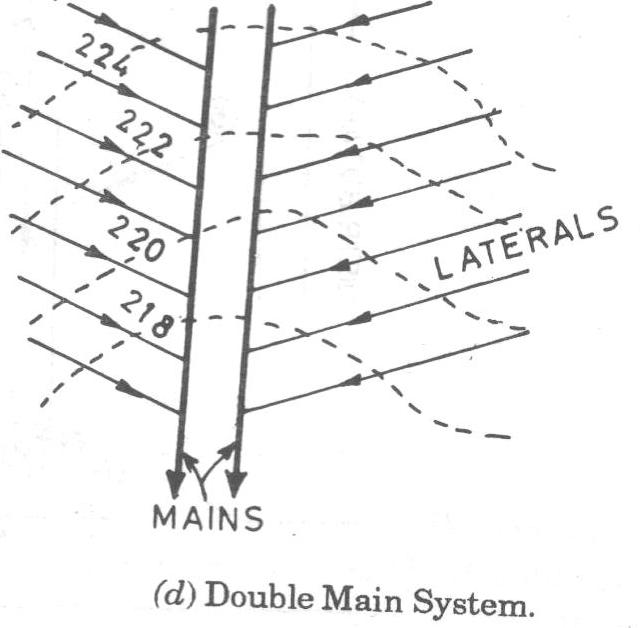 224
222
220
218
LATERALS
MAINS
(d) Double Main System.